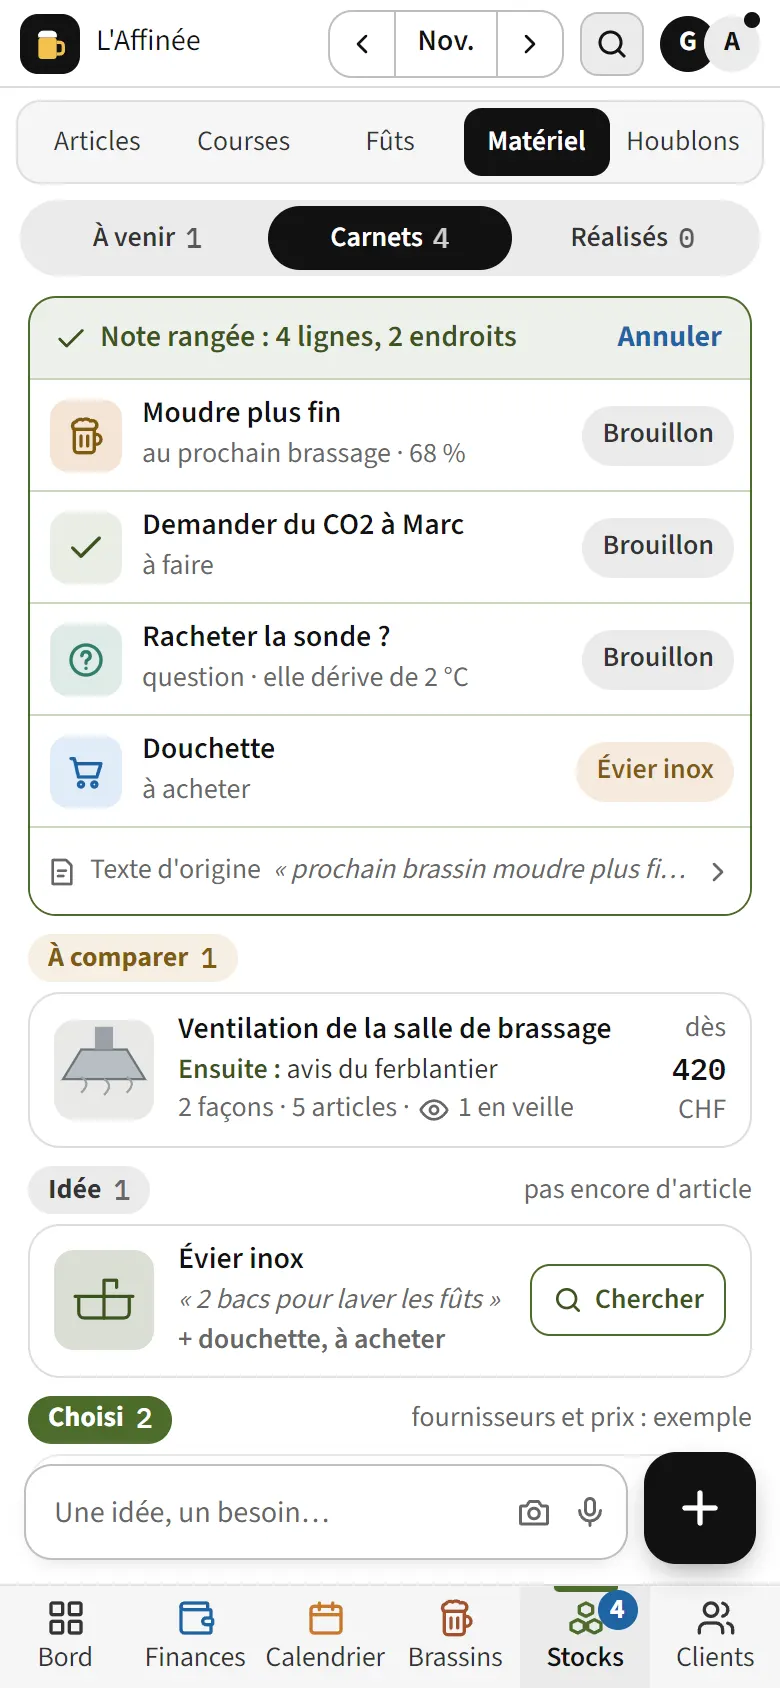 L'Affinée
Nov.
G
A
Articles
Courses
Fûts
Matériel
Houblons
À venir 1
Carnets 4
Réalisés 0
Note rangée : 4 lignes, 2 endroits
Annuler
Moudre plus fin
au prochain brassage · 68 %
Brouillon
Demander du CO2 à Marc
à faire
Brouillon
Racheter la sonde ?
question · elle dérive de 2 °C
Brouillon
Douchette
à acheter
Évier inox
Texte d'origine « prochain brassin moudre plus fi…
À comparer 1
Ventilation de la salle de brassage
Ensuite : avis du ferblantier
2 façons · 5 articles · 1 en veille
dès
420
CHF
Idée 1
pas encore d'article
Évier inox
« 2 bacs pour laver les fûts »
+ douchette, à acheter
Chercher
Choisi 2
fournisseurs et prix : exemple
Une idée, un besoin…
Bord
Finances
Calendrier
Brassins
Stocks
4
Clients